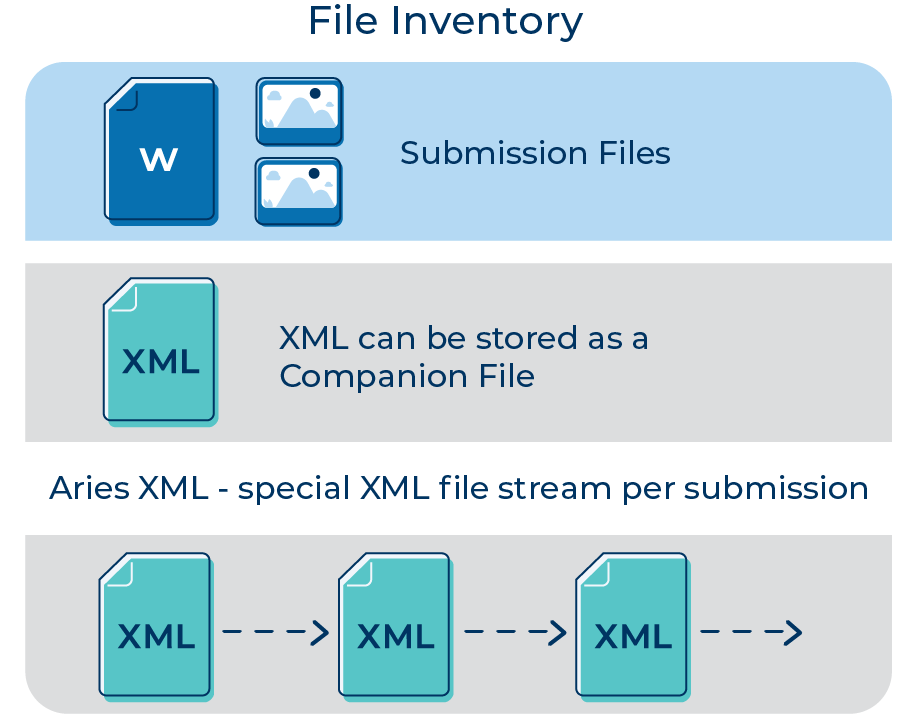 File Inventory
W
Submission Files
XML
XML can be stored as a
Companion File
Aries XML - special XML file stream per submission
XML
XML
XML